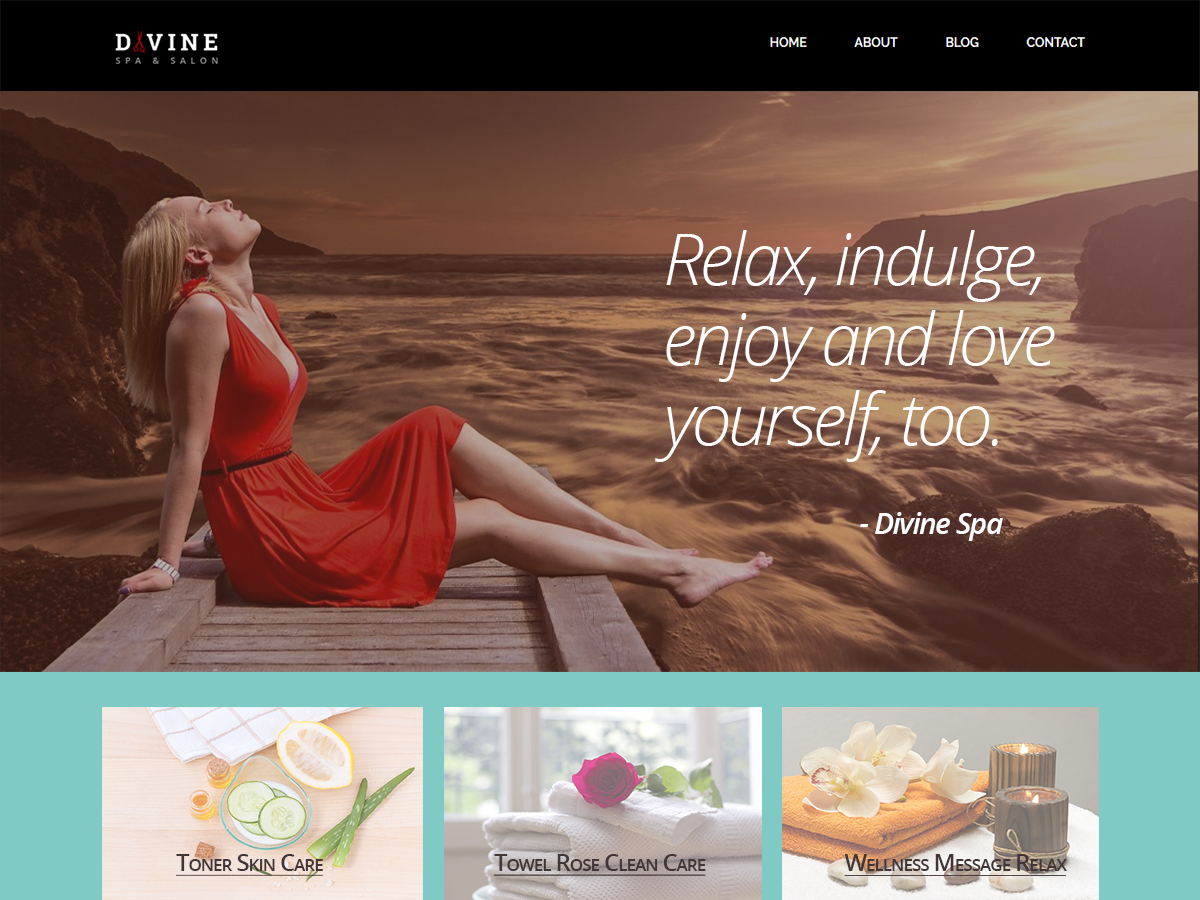 DIVINE
SPA & SALON
HOME ABOUT BLOG CONTACT
Relax, indulge,
enjoy and love
yourself, too.
- Divine Spa
Toner Skin Care
Towel Rose Clean Care
Wellness Message Relax